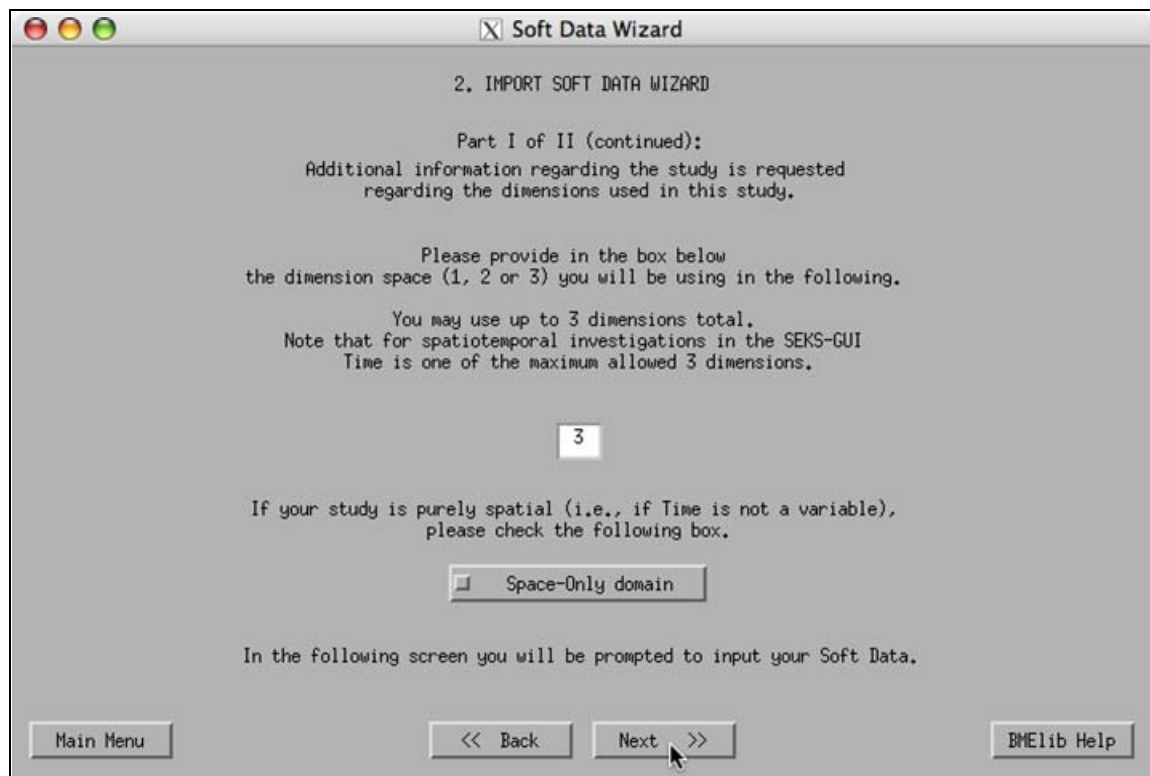 Soft Data Wizard
2. IMPORT SOFT DATA WIZARD
Part I of II (continued):
Additional information regarding the study is requested
regarding the dimensions used in this study.
Please provide in the box below
the dimension space (1, 2 or 3) you will be using in the following.
You may use up to 3 dimensions total.
Note that for spatiotemporal investigations in the SEKS-GUI
Time is one of the maximum allowed 3 dimensions.
3
If your study is purely spatial (i.e., if Time is not a variable),
please check the following box.
Space-Only domain
In the following screen you will be prompted to input your Soft Data.
Main Menu << Back Next >> BMElib Help